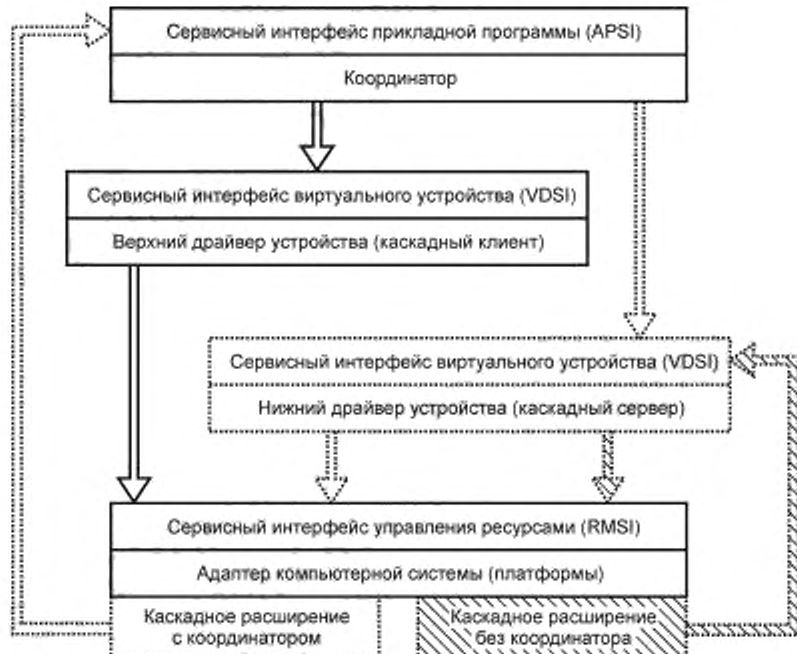 Сервисный интерфейс прикладной программы (APSI)
Координатор
Сервисный интерфейс виртуального устройства (VDSI)
Верхний драйвер устройства (каскадный клиент)
Сервисный интерфейс виртуального устройства (VDSI)
Нижний драйвер устройства (каскадный сервер)
Сервисный интерфейс управления ресурсами (RMSI)
Адаптер компьютерной системы (платформы)
Каскадное расширение
с координатором
Каскадное расширение
без координатора